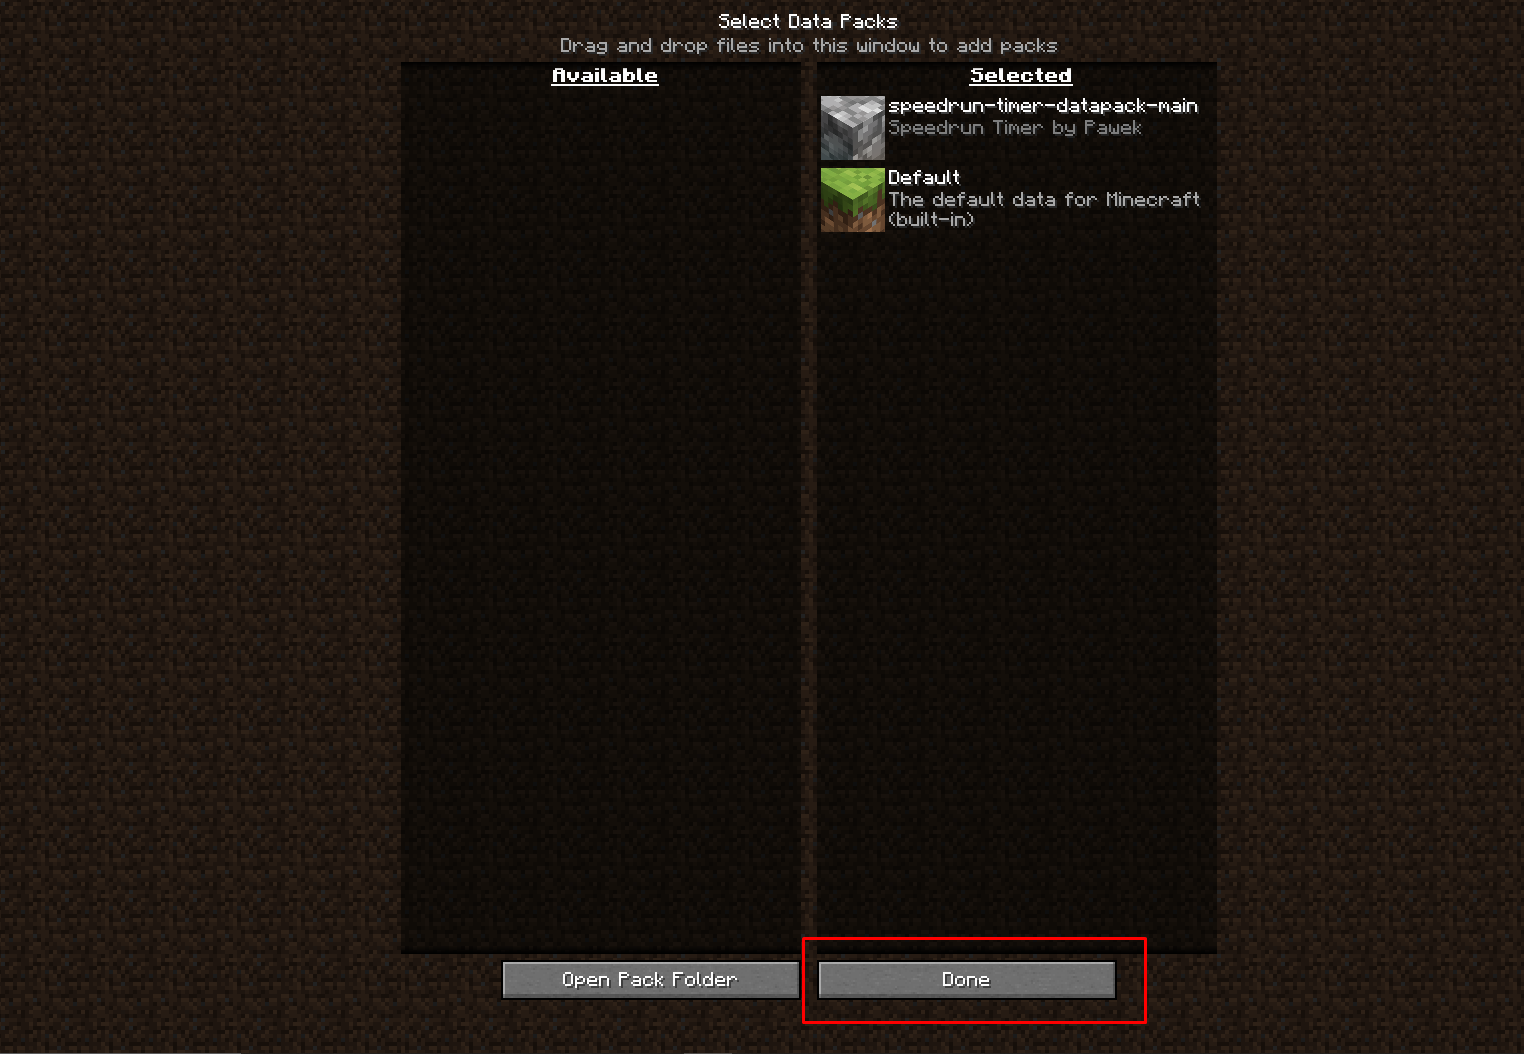 Select Data Packs
Drag and drop files into this window to add packs
Available
Selected
speedrun-timer-datapack-main
Speedrun Timer by Pawek
Default
The default data for Minecraft
(built-in)
Open Pack Folder
Done